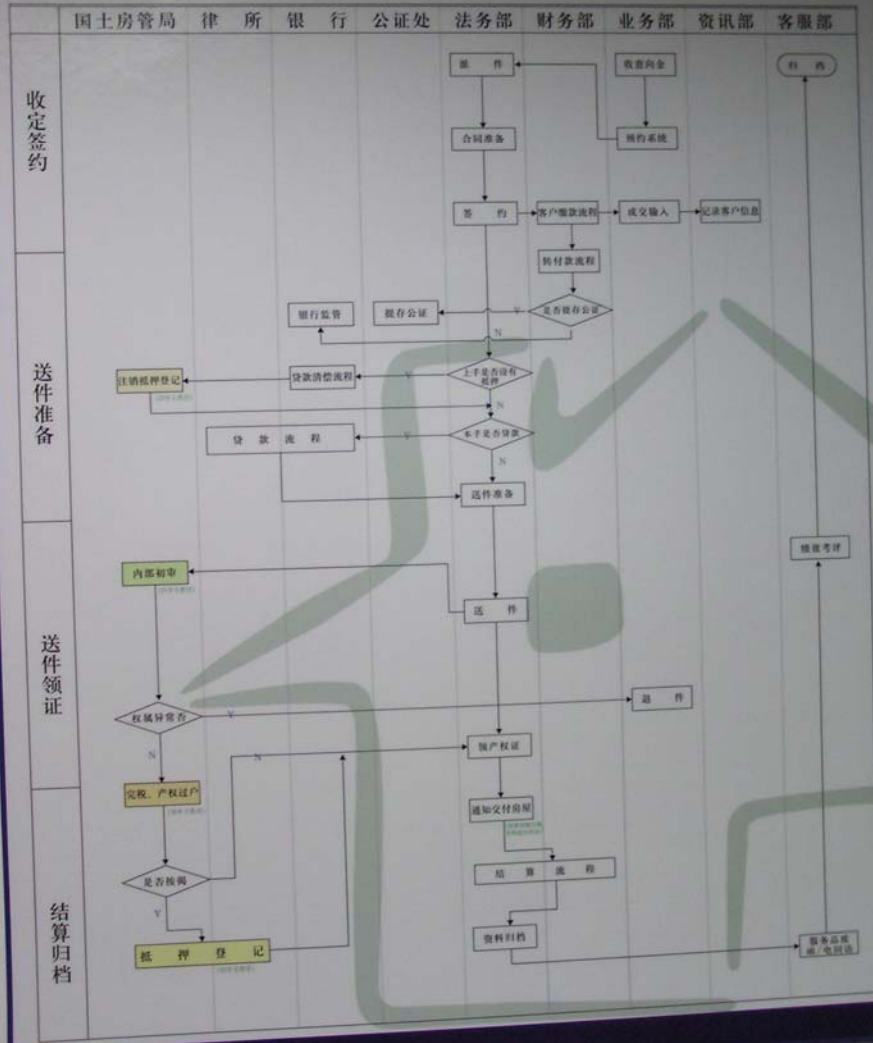 国土房管局 律 所 银 行 公证处 法务部 财务部 业务部 资讯部 客服部
收定签约
派 件
收意向金
归 档
合同准备
预约系统
签 约
客户缴款流程
成交输入
记录客户信息
转付款流程
送件准备
银行监管
提存公证
Y
是否提存公证
N
注销抵押登记
贷款清偿流程
Y
上手是否设有
抵押
N
贷 款 流 程
Y
本手是否贷款
N
送件准备
送件领证
内部初审
绩效考评
送 件
权属异常否
Y
退 件
N
N
领产权证
完税、产权过户
结算归档
通知交付房屋
是否按揭
结 算 流 程
Y
抵 押 登 记
资料归档
服务品质